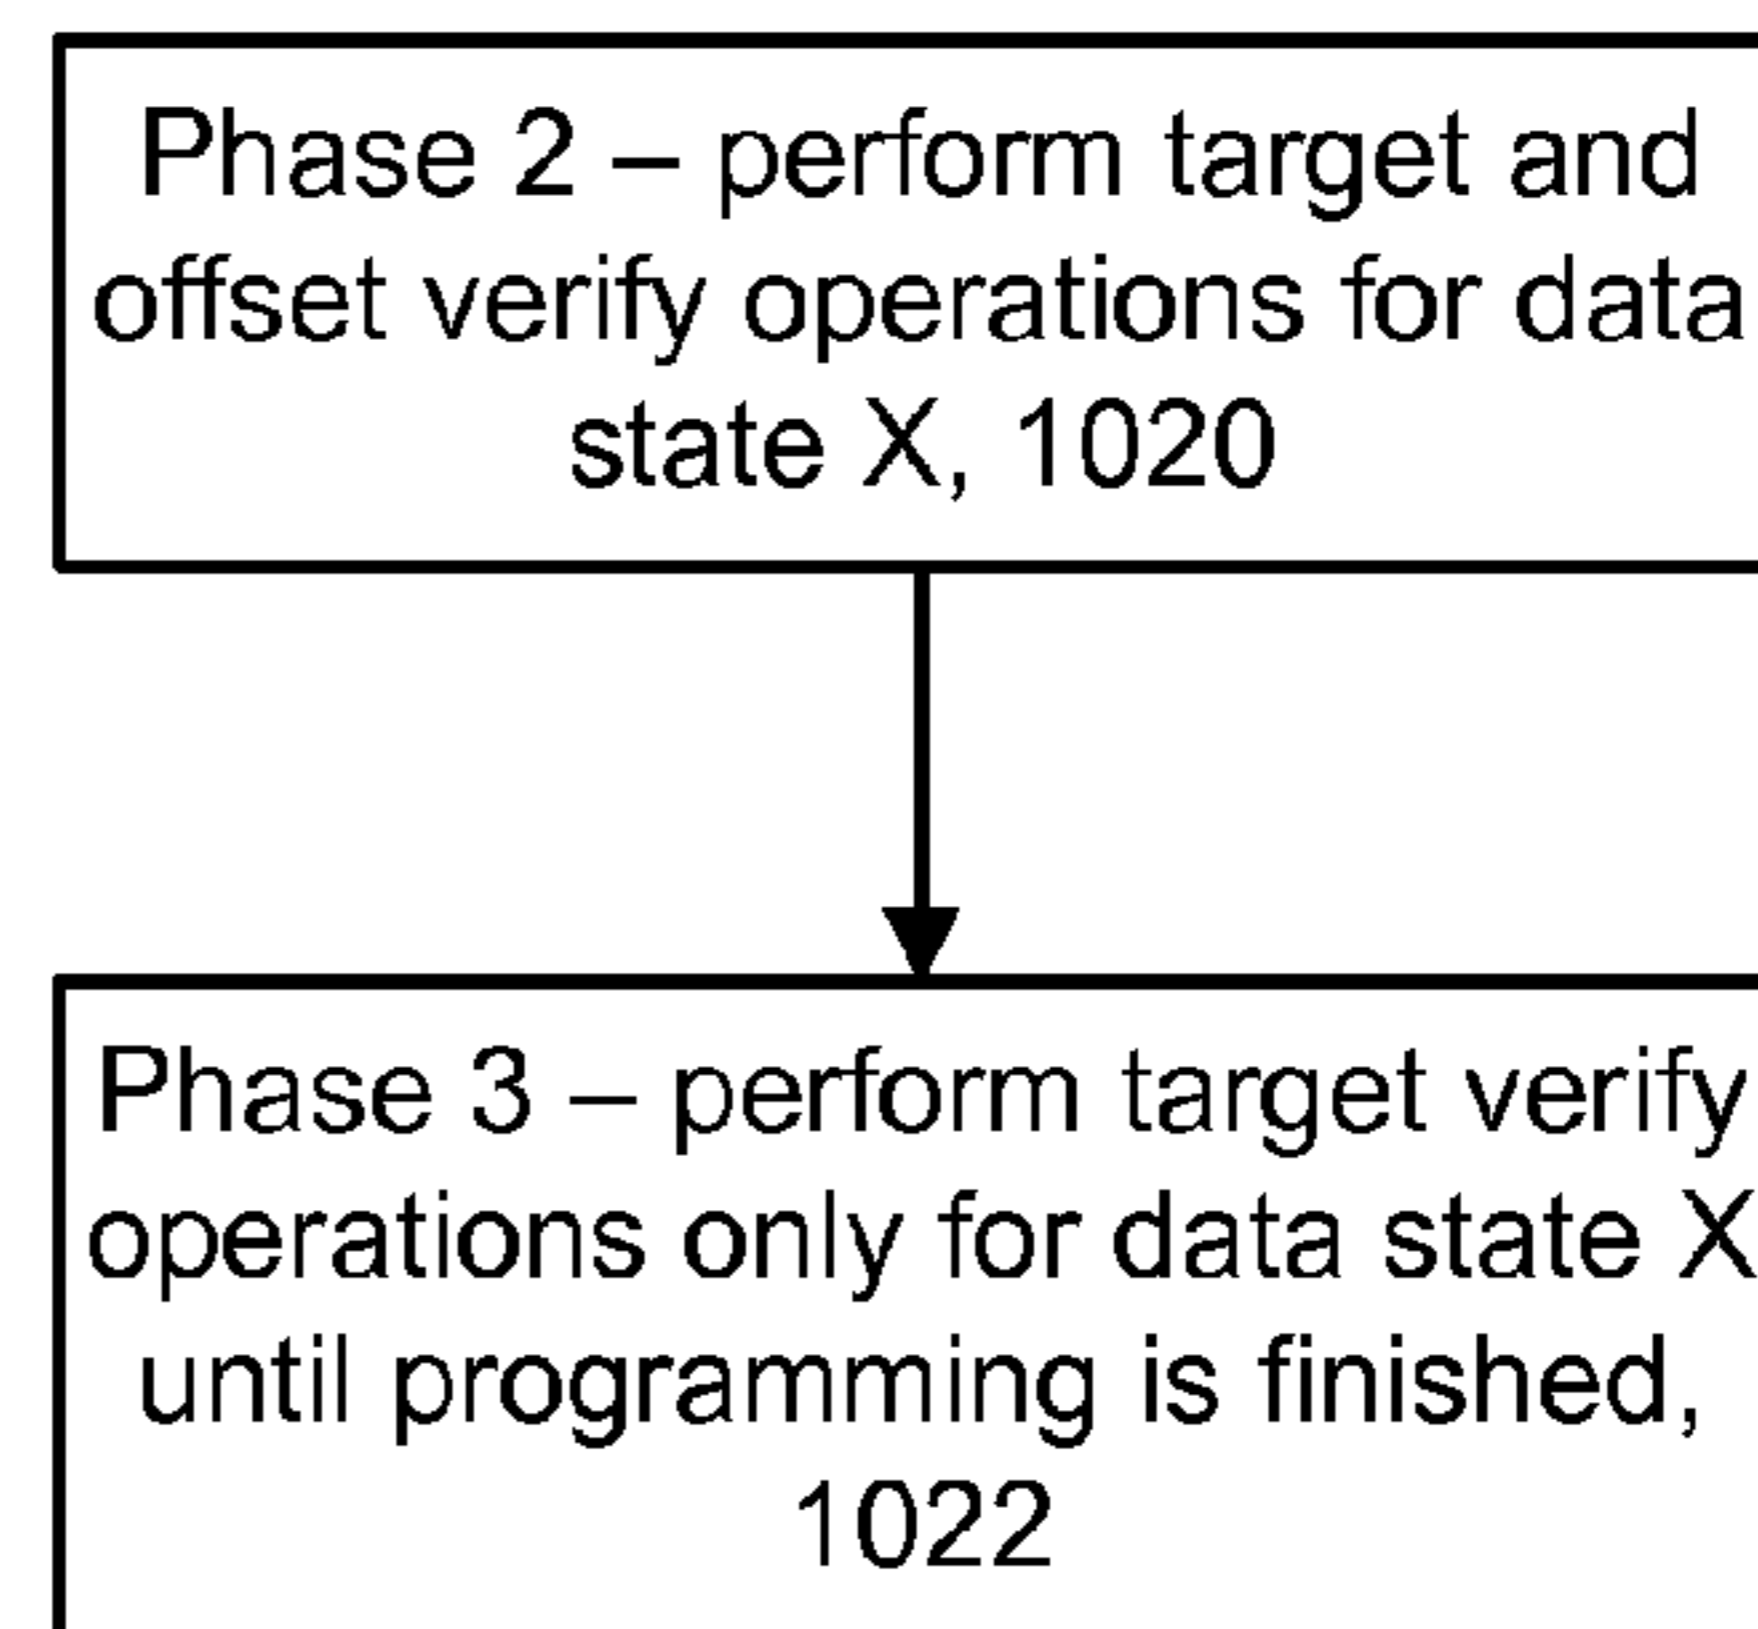 Phase 2 – perform target and
offset verify operations for data
state X, 1020
Phase 3 – perform target verify
operations only for data state X
until programming is finished,
1022